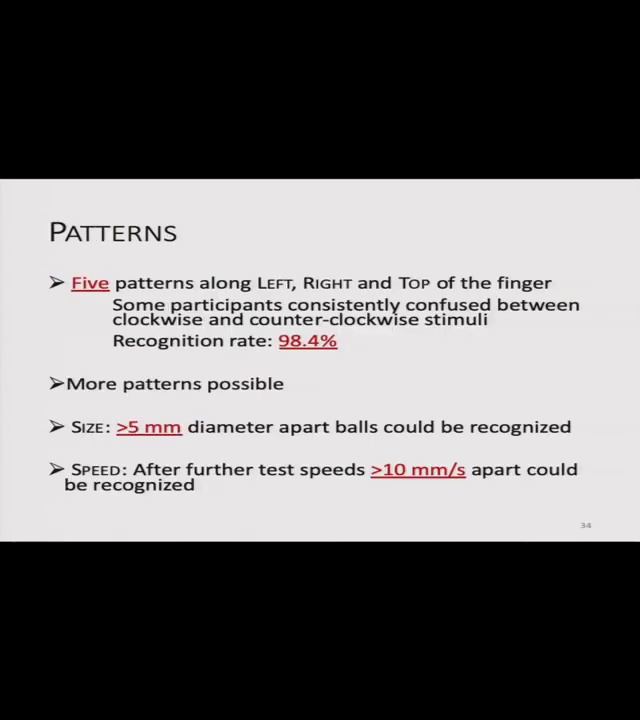 PATTERNS
➢ Five patterns along LEFT, RIGHT and TOP of the finger
Some participants consistently confused between
clockwise and counter-clockwise stimuli
Recognition rate: 98.4%
➢More patterns possible
➢ SIZE: >5 mm diameter apart balls could be recognized
➢ SPEED: After further test speeds >10 mm/s apart could
be recognized
34